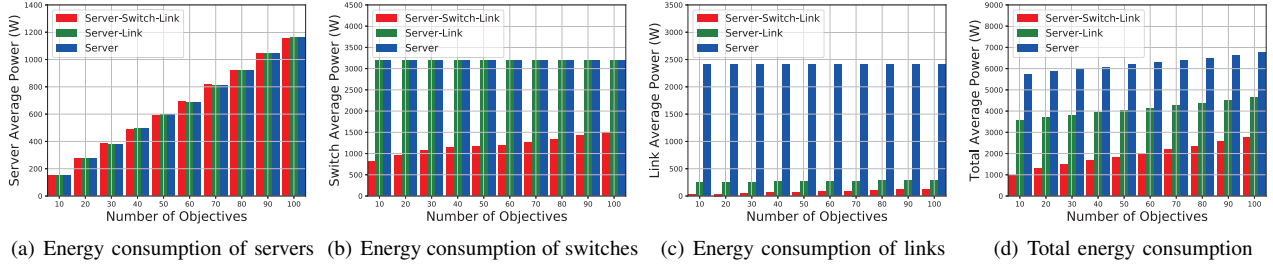 Server Average Power (W)
1400
1200
1000
800
600
400
200
0
Server-Switch-Link
Server-Link
Server
10 20 30 40 50 60 70 80 90 100
Number of Objectives
(a) Energy consumption of servers
Switch Average Power (W)
4500
4000
3500
3000
2500
2000
1500
1000
500
0
Server-Switch-Link
Server-Link
Server
10 20 30 40 50 60 70 80 90 100
Number of Objectives
(b) Energy consumption of switches
Link Average Power (W)
3500
3000
2500
2000
1500
1000
500
0
Server-Switch-Link
Server-Link
Server
10 20 30 40 50 60 70 80 90 100
Number of Objectives
(c) Energy consumption of links
Total Average Power (W)
9000
8000
7000
6000
5000
4000
3000
2000
1000
0
Server-Switch-Link
Server-Link
Server
10 20 30 40 50 60 70 80 90 100
Number of Objectives
(d) Total energy consumption